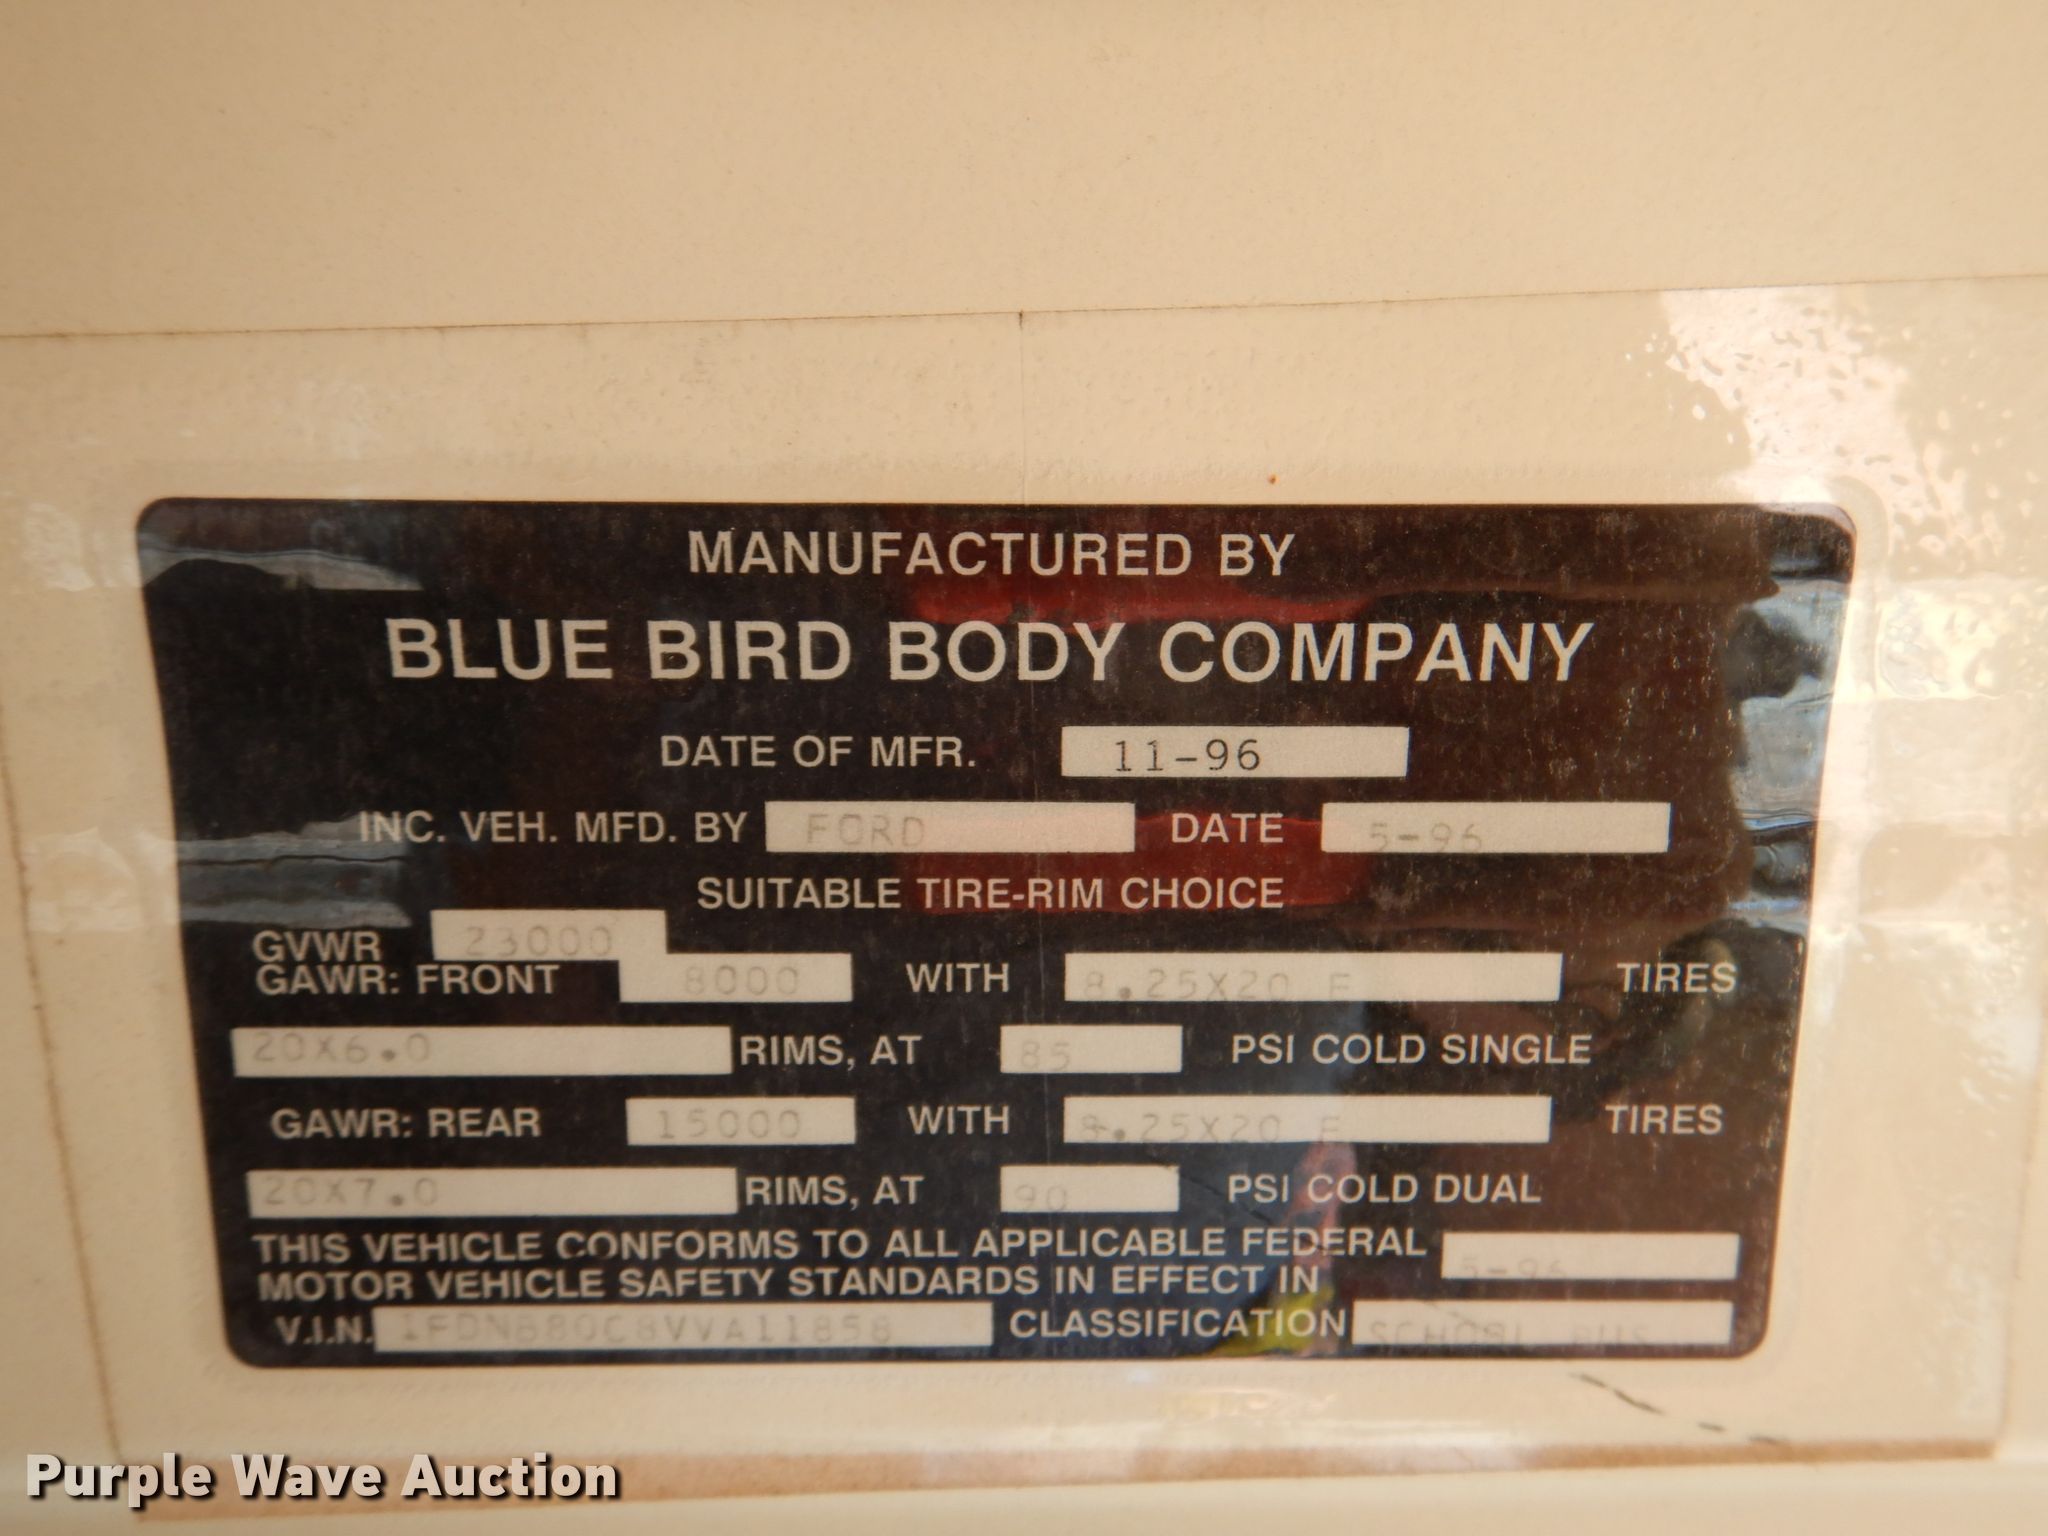 MANUFACTURED BY
BLUE BIRD BODY COMPANY
DATE OF MFR. 11-96
INC. VEH. MFD. BY FORD DATE 5-96
SUITABLE TIRE-RIM CHOICE
GVWR 23000
GAWR: FRONT 8000 WITH 8.25X20 E TIRES
20X6.0 RIMS, AT 85 PSI COLD SINGLE
GAWR: REAR 15000 WITH 8.25X20 E TIRES
20X7.0 RIMS, AT 90 PSI COLD DUAL
THIS VEHICLE CONFORMS TO ALL APPLICABLE FEDERAL 5-96
MOTOR VEHICLE SAFETY STANDARDS IN EFFECT IN
V.I.N. 1FDNB80C8VVA11858 CLASSIFICATION SCHOOL BUS
Purple Wave Auction